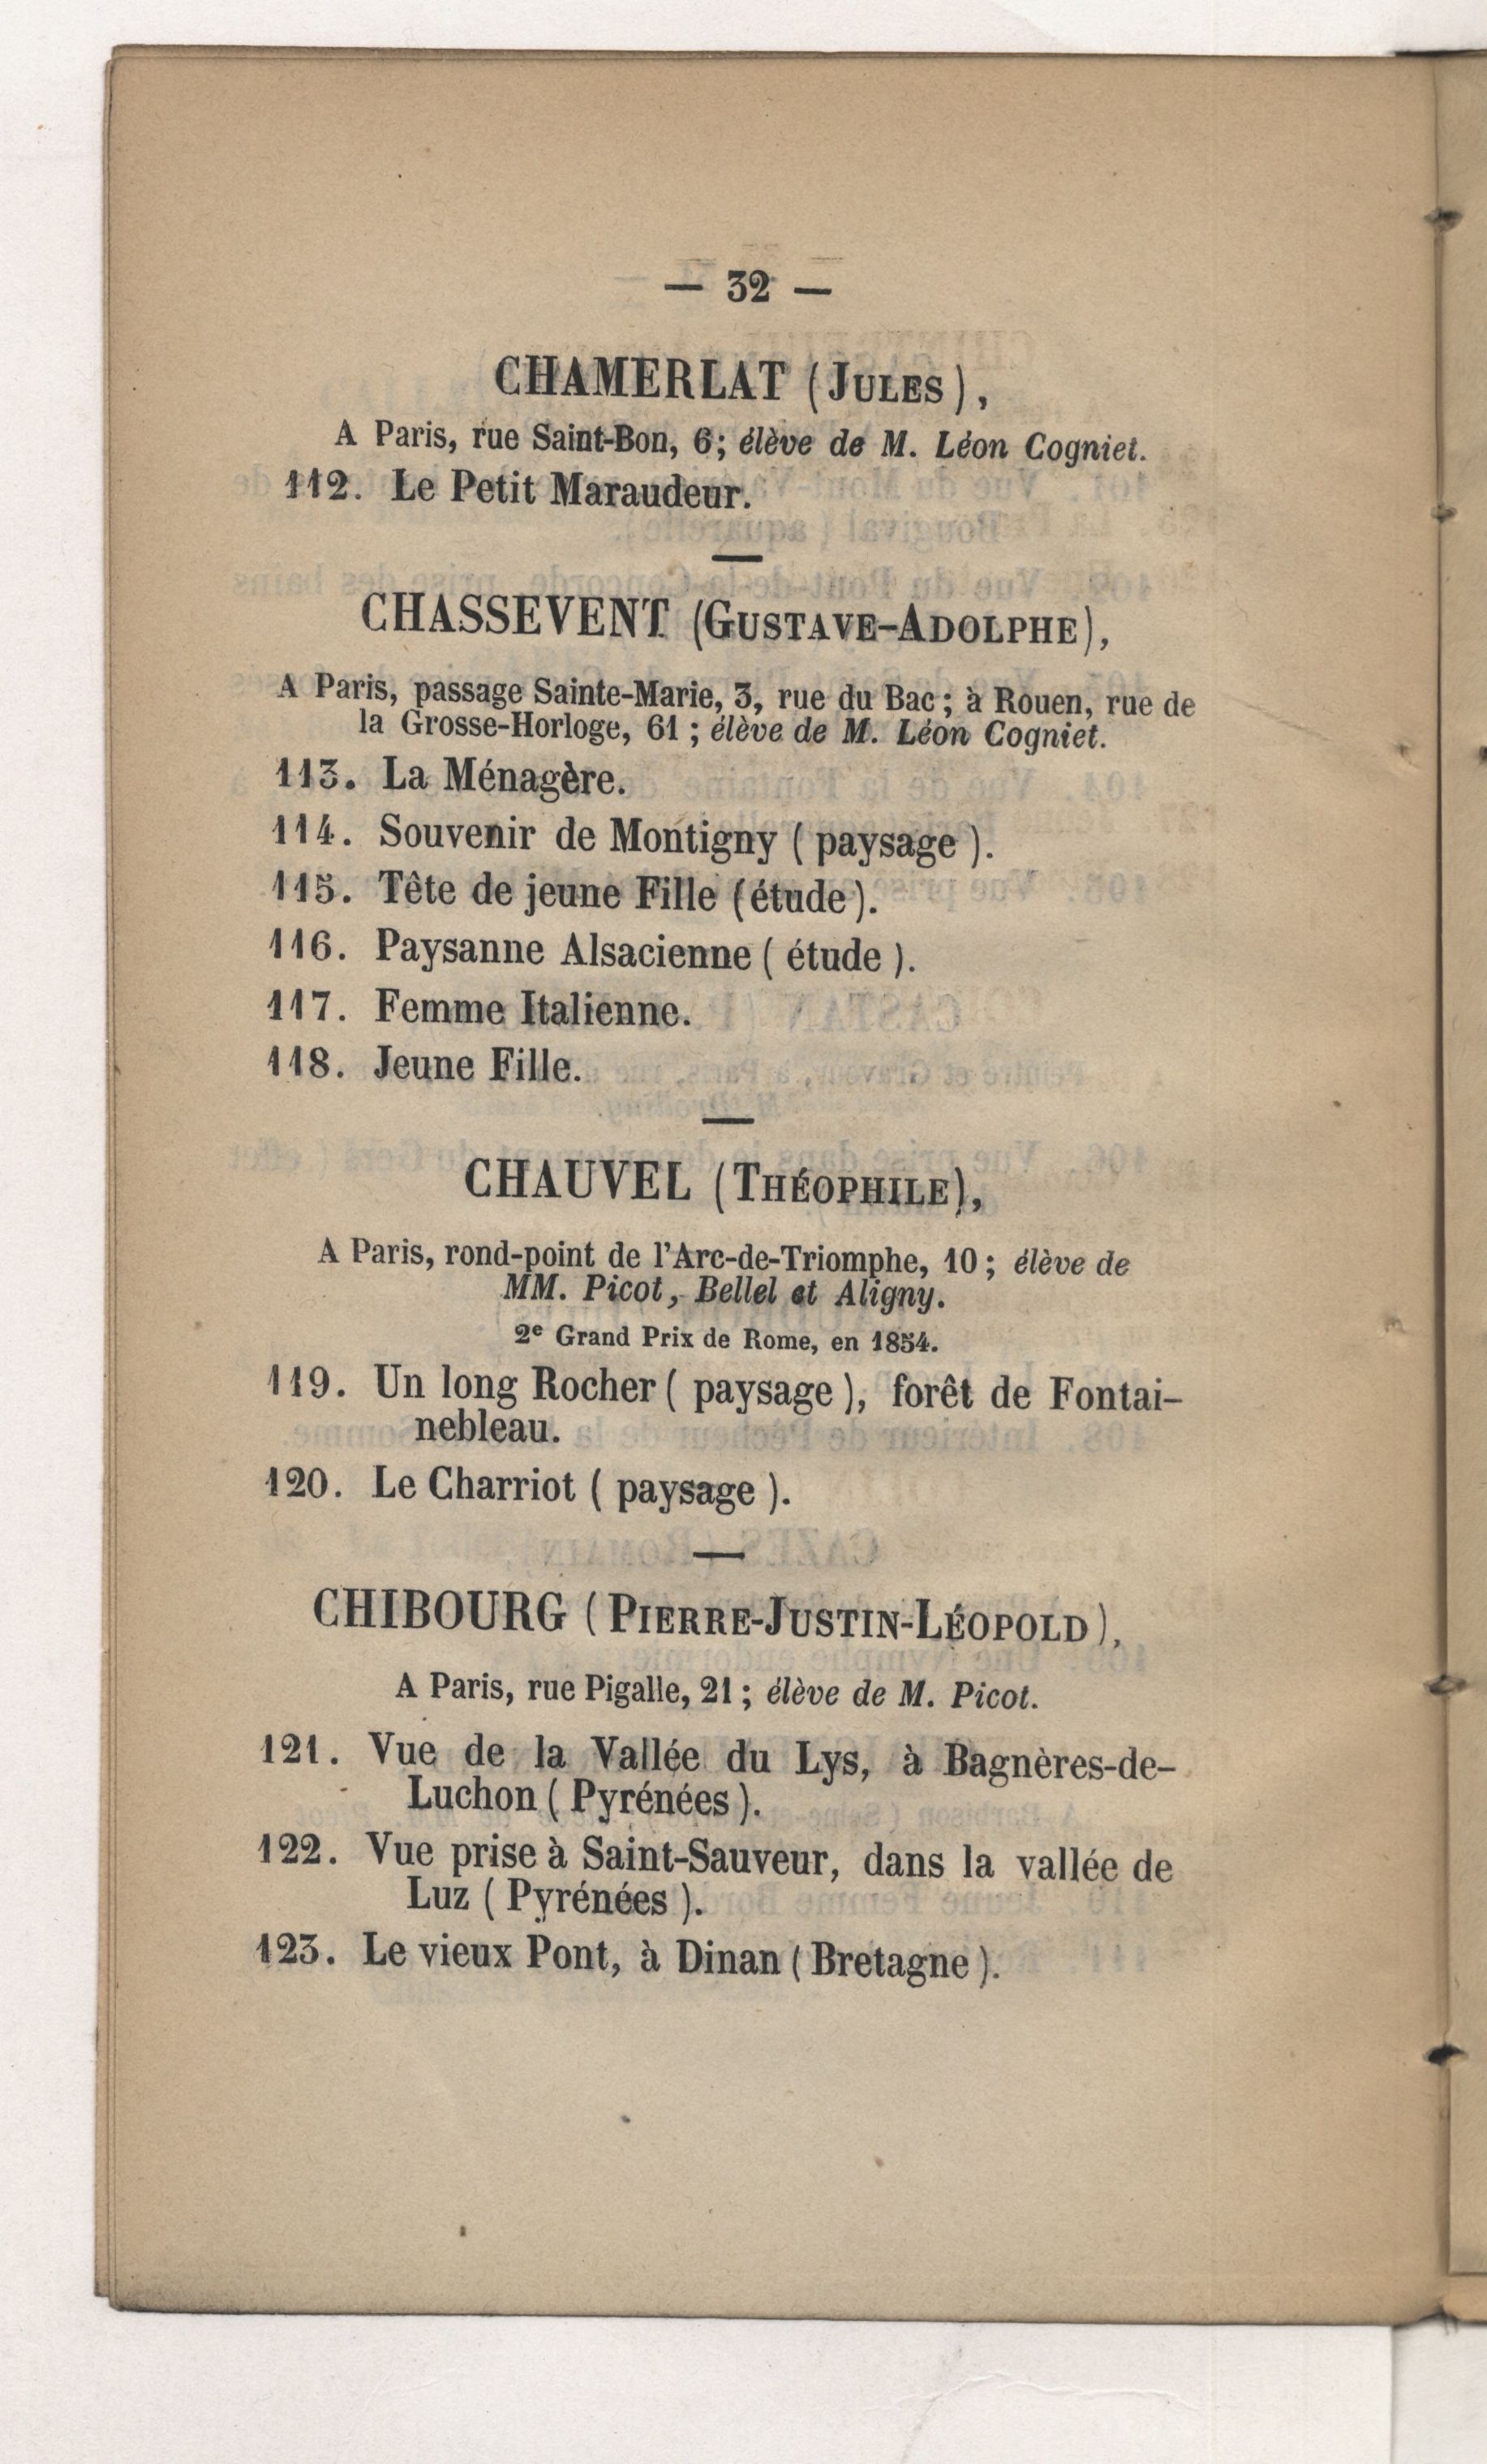 — 32 —
CHAMERLAT (JULES),
A Paris, rue Saint-Bon, 6; élève de M. Léon Cogniet.
112. Le Petit Maraudeur.
CHASSEVENT (GUSTAVE-ADOLPHE),
A Paris, passage Sainte-Marie, 3, rue du Bac; à Rouen, rue de
la Grosse-Horloge, 61; élève de M. Léon Cogniet.
113. La Ménagère.
114. Souvenir de Montigny (paysage).
115. Tête de jeune Fille (étude).
116. Paysanne Alsacienne (étude).
117. Femme Italienne.
118. Jeune Fille.
CHAUVEL (THÉOPHILE),
A Paris, rond-point de l'Arc-de-Triomphe, 10; élève de
MM. Picot, Bellel et Aligny.
2e Grand Prix de Rome, en 1854.
119. Un long Rocher (paysage), forêt de Fontai-
nebleau.
120. Le Charriot (paysage).
CHIBOURG (PIERRE-JUSTIN-LÉOPOLD),
A Paris, rue Pigalle, 21; élève de M. Picot.
121. Vue de la Vallée du Lys, à Bagnères-de-
Luchon (Pyrénées).
122. Vue prise à Saint-Sauveur, dans la vallée de
Luz (Pyrénées).
123. Le vieux Pont, à Dinan (Bretagne).